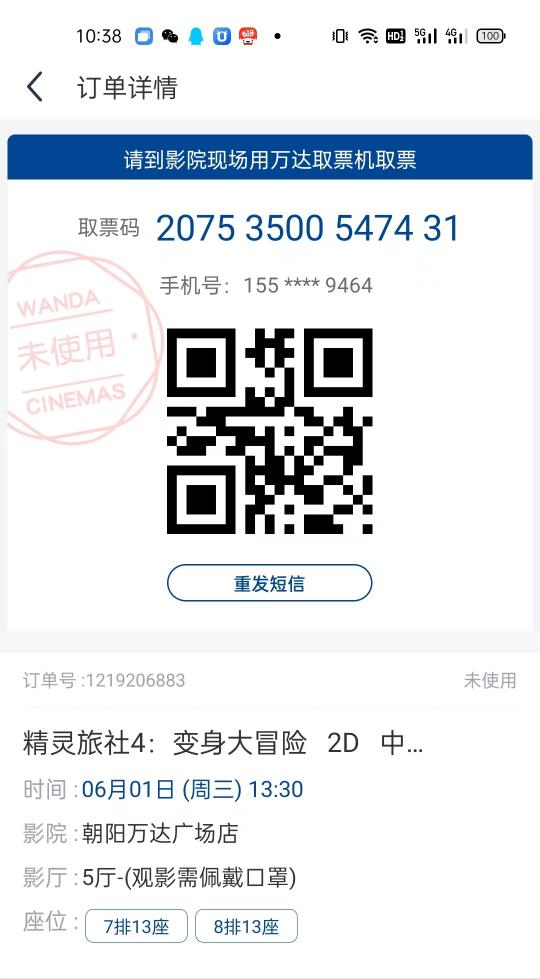 10:38 618 HD 5G 4G 100
订单详情
请到影院现场用万达取票机取票
取票码 2075 3500 5474 31
手机号：155 **** 9464
WANDA
未使用
CINEMAS
重发短信
订单号 :1219206883 未使用
精灵旅社4：变身大冒险 2D 中...
时间 : 06月01日 (周三) 13:30
影院 : 朝阳万达广场店
影厅 : 5厅-(观影需佩戴口罩)
座位 : 7排13座 8排13座